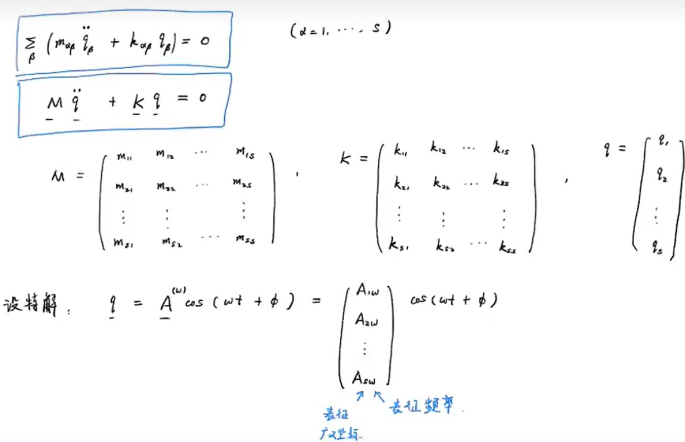 ∑_β (m_αβ q̈_β + k_αβ q_β) = 0 (α=1, ⋯, s)
M q̈ + K q = 0
M = ( m₁₁ m₁₂ ⋯ m₁s ; m₂₁ m₂₂ ⋯ m₂s ; ⋮ ⋮ ⋮ ; ms₁ ms₂ ⋯ mss ) , K = ( k₁₁ k₁₂ ⋯ k₁s ; k₂₁ k₂₂ ⋯ k₂s ; ⋮ ⋮ ⋮ ; ks₁ ks₂ ⋯ kss ) , q = ( q₁ ; q₂ ; ⋮ ; qs )
设特解: q = A^(ω) cos(ωt + φ) = ( A₁ω ; A₂ω ; ⋮ ; Asω ) cos(ωt + φ)
表征 表征频率.
广义坐标.